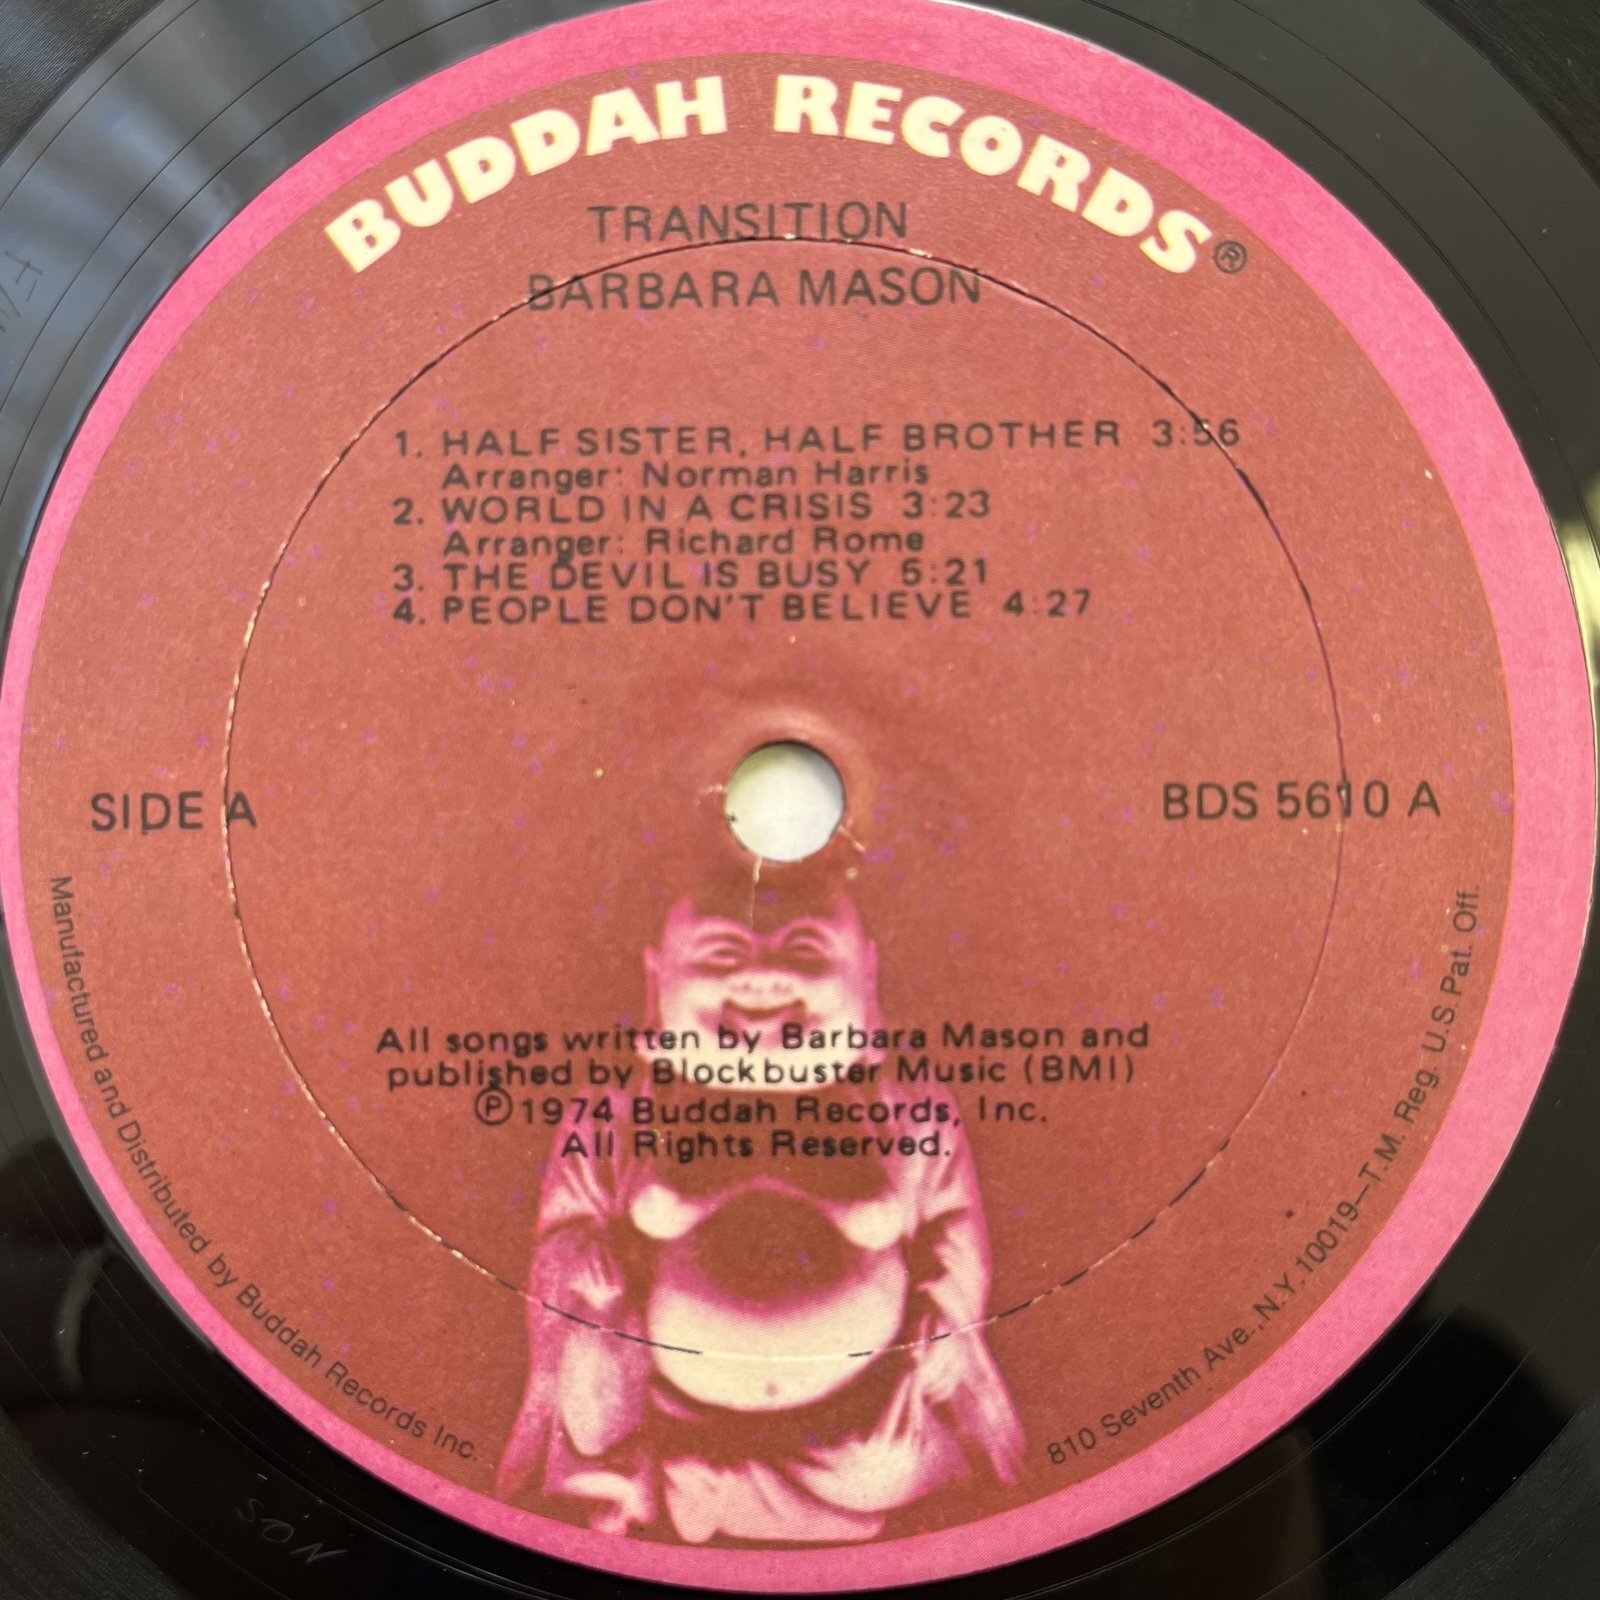 BUDDAH RECORDS®
TRANSITION
BARBARA MASON
1. HALF SISTER, HALF BROTHER 3:56
Arranger: Norman Harris
2. WORLD IN A CRISIS 3:23
Arranger: Richard Rome
3. THE DEVIL IS BUSY 5:21
4. PEOPLE DON'T BELIEVE 4:27
SIDE A
BDS 5610 A
All songs written by Barbara Mason and
published by Blockbuster Music (BMI)
℗1974 Buddah Records, Inc.
All Rights Reserved.
Manufactured and Distributed by Buddah Records Inc
810 Seventh Ave., N.Y. 10019—T.M. Reg. U.S. Pat. Off.